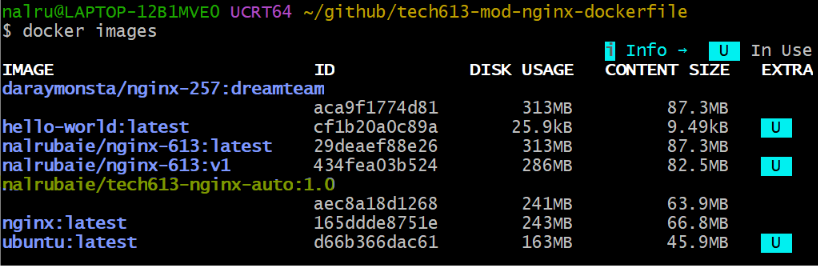 nalru@LAPTOP-12B1MVE0 UCRT64 ~/github/tech613-mod-nginx-dockerfile
$ docker images
i Info → U In Use
IMAGE ID DISK USAGE CONTENT SIZE EXTRA
daraymonsta/nginx-257:dreamteam
aca9f1774d81 313MB 87.3MB
hello-world:latest cf1b20a0c89a 25.9kB 9.49kB U
nalrubaie/nginx-613:latest 29deaef88e26 313MB 87.3MB
nalrubaie/nginx-613:v1 434fea03b524 286MB 82.5MB U
nalrubaie/tech613-nginx-auto:1.0
aec8a18d1268 241MB 63.9MB
nginx:latest 165ddde8751e 243MB 66.8MB
ubuntu:latest d66b366dac61 163MB 45.9MB U